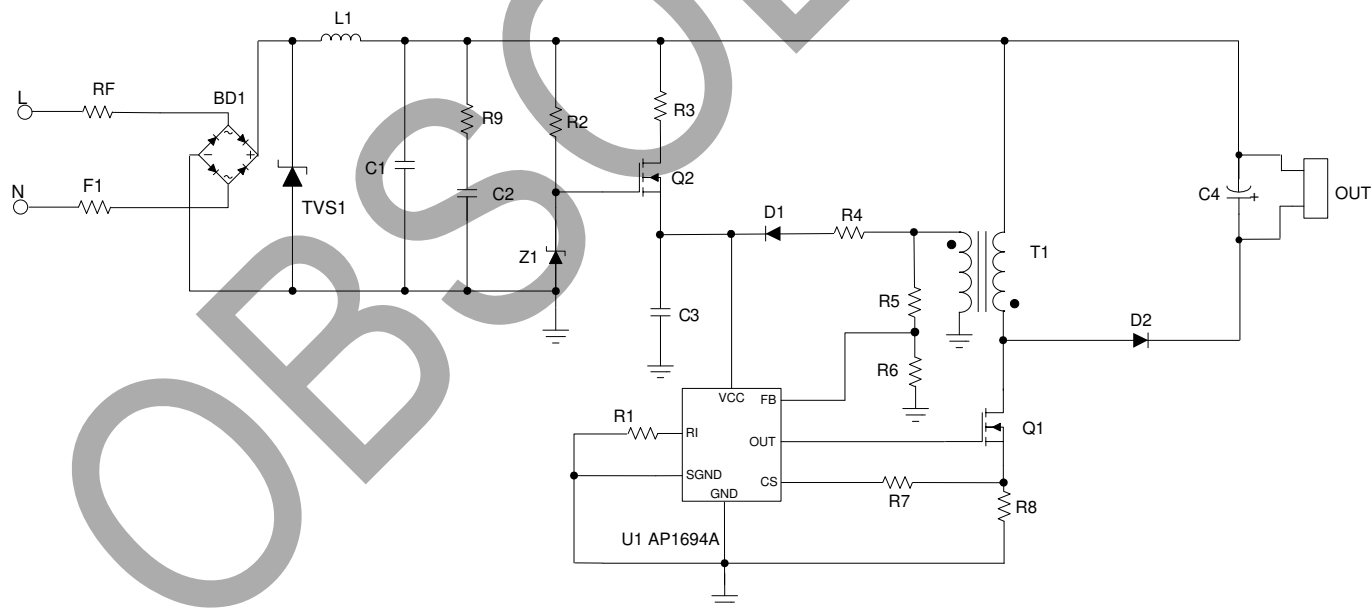 L1
L
RF
BD1
R9
R2
R3
C1
Q2
N
F1
C2
C4
+
OUT
TVS1
D1
R4
Z1
T1
R5
C3
D2
R6
VCC
FB
R1
RI
OUT
Q1
SGND
CS
GND
R7
R8
U1 AP1694A
OBSOLE